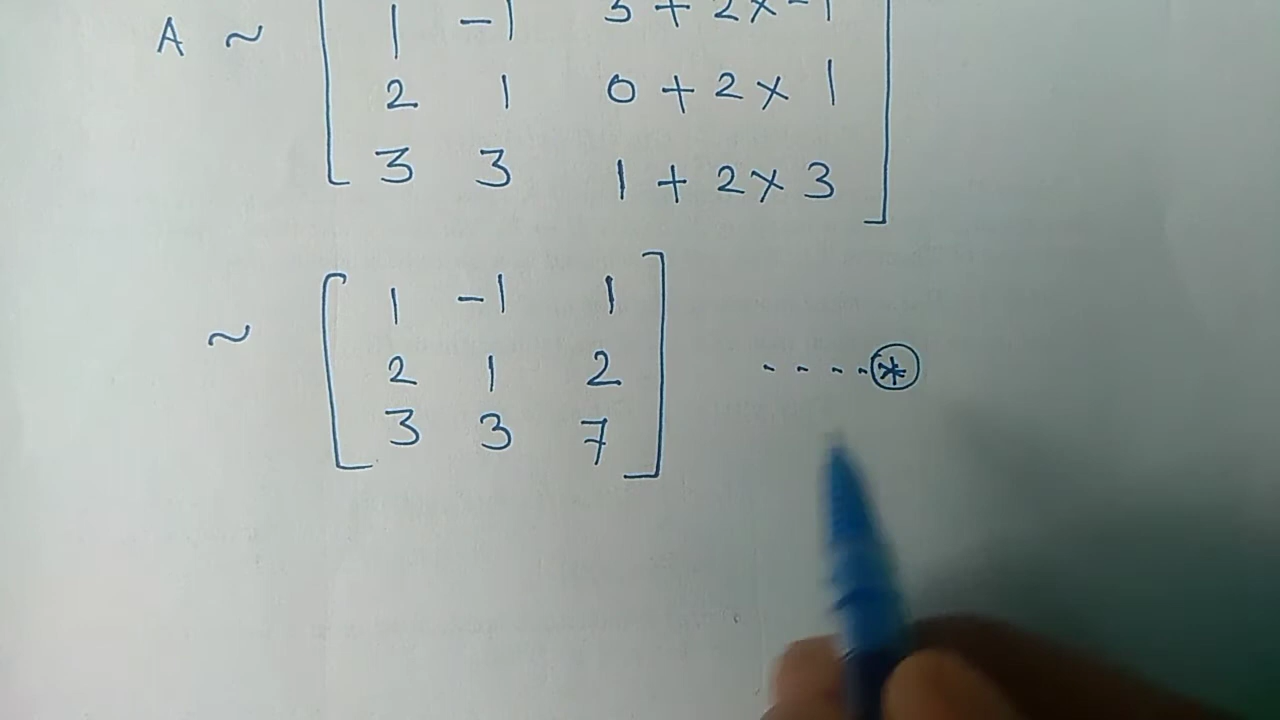 A ~ [ 1 -1 3 + 2 x -1
2 1 0 + 2 x 1
3 3 1 + 2 x 3 ]
~ [ 1 -1 1
2 1 2 ....⊛
3 3 7 ]